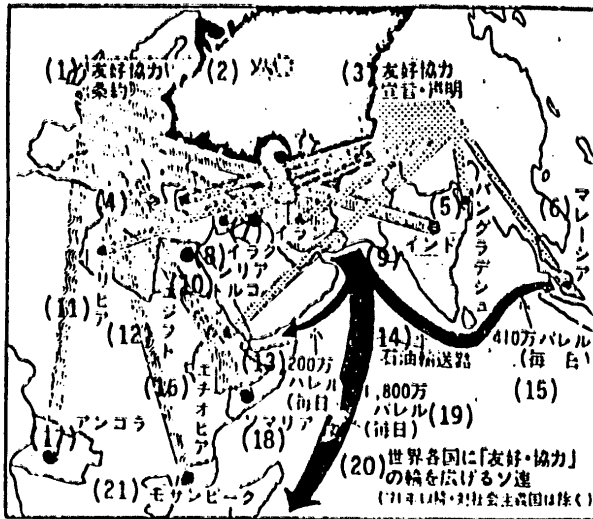 (1) 友好協力
条約
(2) ソ連
(3) 友好協力
宣言・声明
(4)
(5)
バングラデシュ
(6)
マレーシア
インド
イラク
(8)
(9)
(10)
エジプト
リビア
(11)
(12)
(13)
200万
バレル
(毎日)
(14)
石油輸送路
410万バレル
(毎日)
(15)
(16)
エチオピア
アンゴラ
(17)
ソマリア
(18)
1,800万
バレル (19)
(毎日)
(20) 世界各国に「友好・協力」
の輪を広げるソ連
(21) モザンビーク